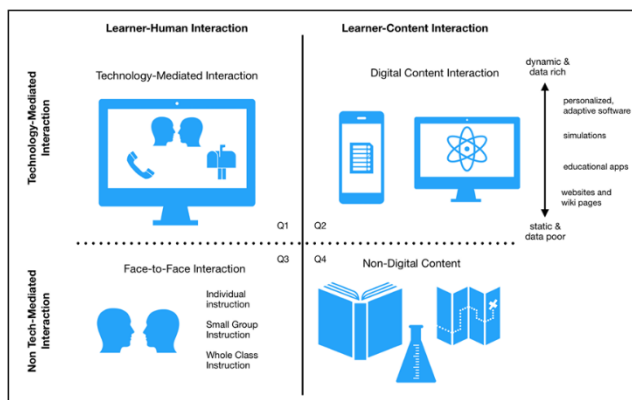 Learner-Human Interaction
Learner-Content Interaction
Technology-Mediated
Interaction
Technology-Mediated Interaction
Digital Content Interaction
dynamic &
data rich
personalized,
adaptive software
simulations
educational apps
websites and
wiki pages
static &
data poor
Q1
Q2
Non Tech-Mediated
Interaction
Q3
Q4
Face-to-Face Interaction
Individual
instruction
Small Group
Instruction
Whole Class
Instruction
Non-Digital Content